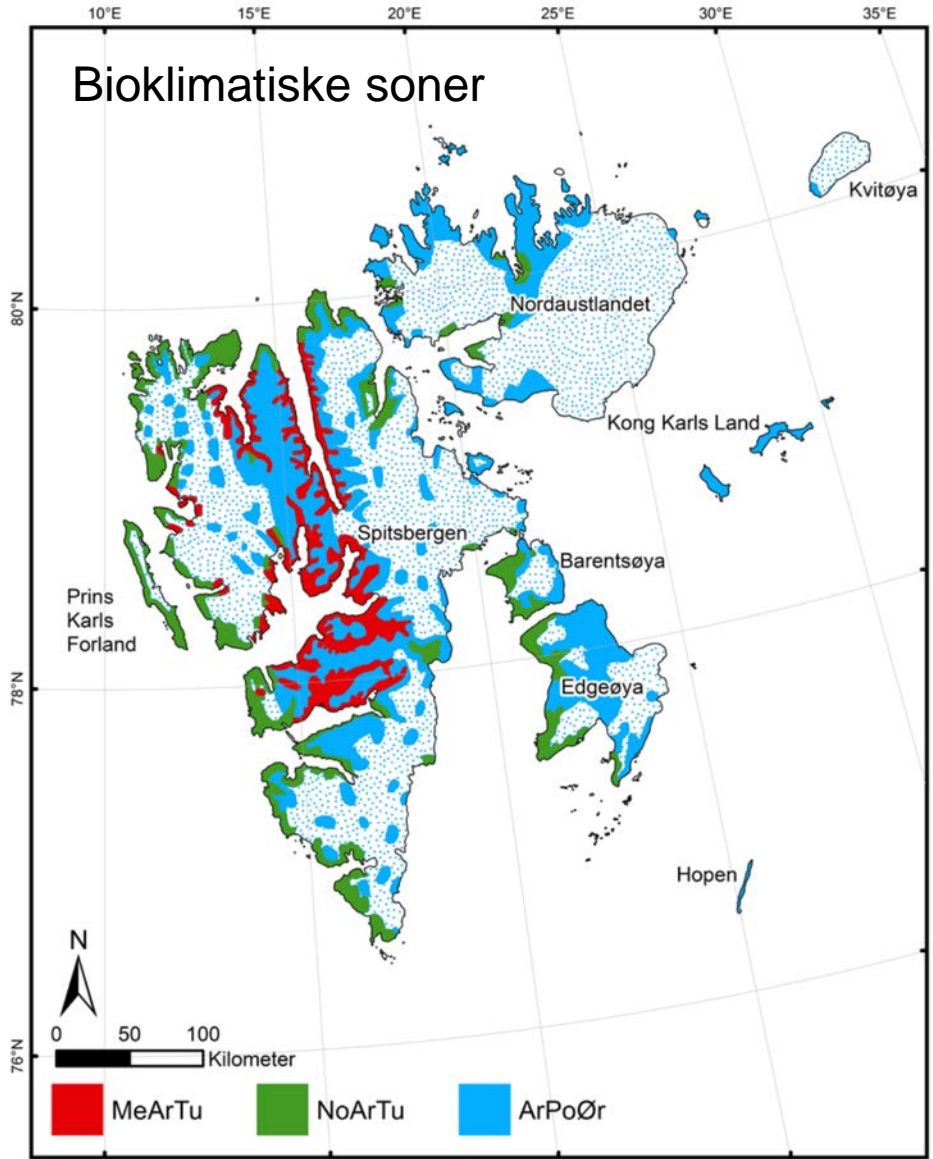 10°E 15°E 20°E 25°E 30°E 35°E
Bioklimatiske soner
Kvitøya
Nordaustlandet
80°N
Kong Karls Land
Spitsbergen
Barentsøya
Prins
Karls
Forland
78°N
Edgeøya
Hopen
N
0 50 100
Kilometer
76°N
MeArTu NoArTu ArPoØr